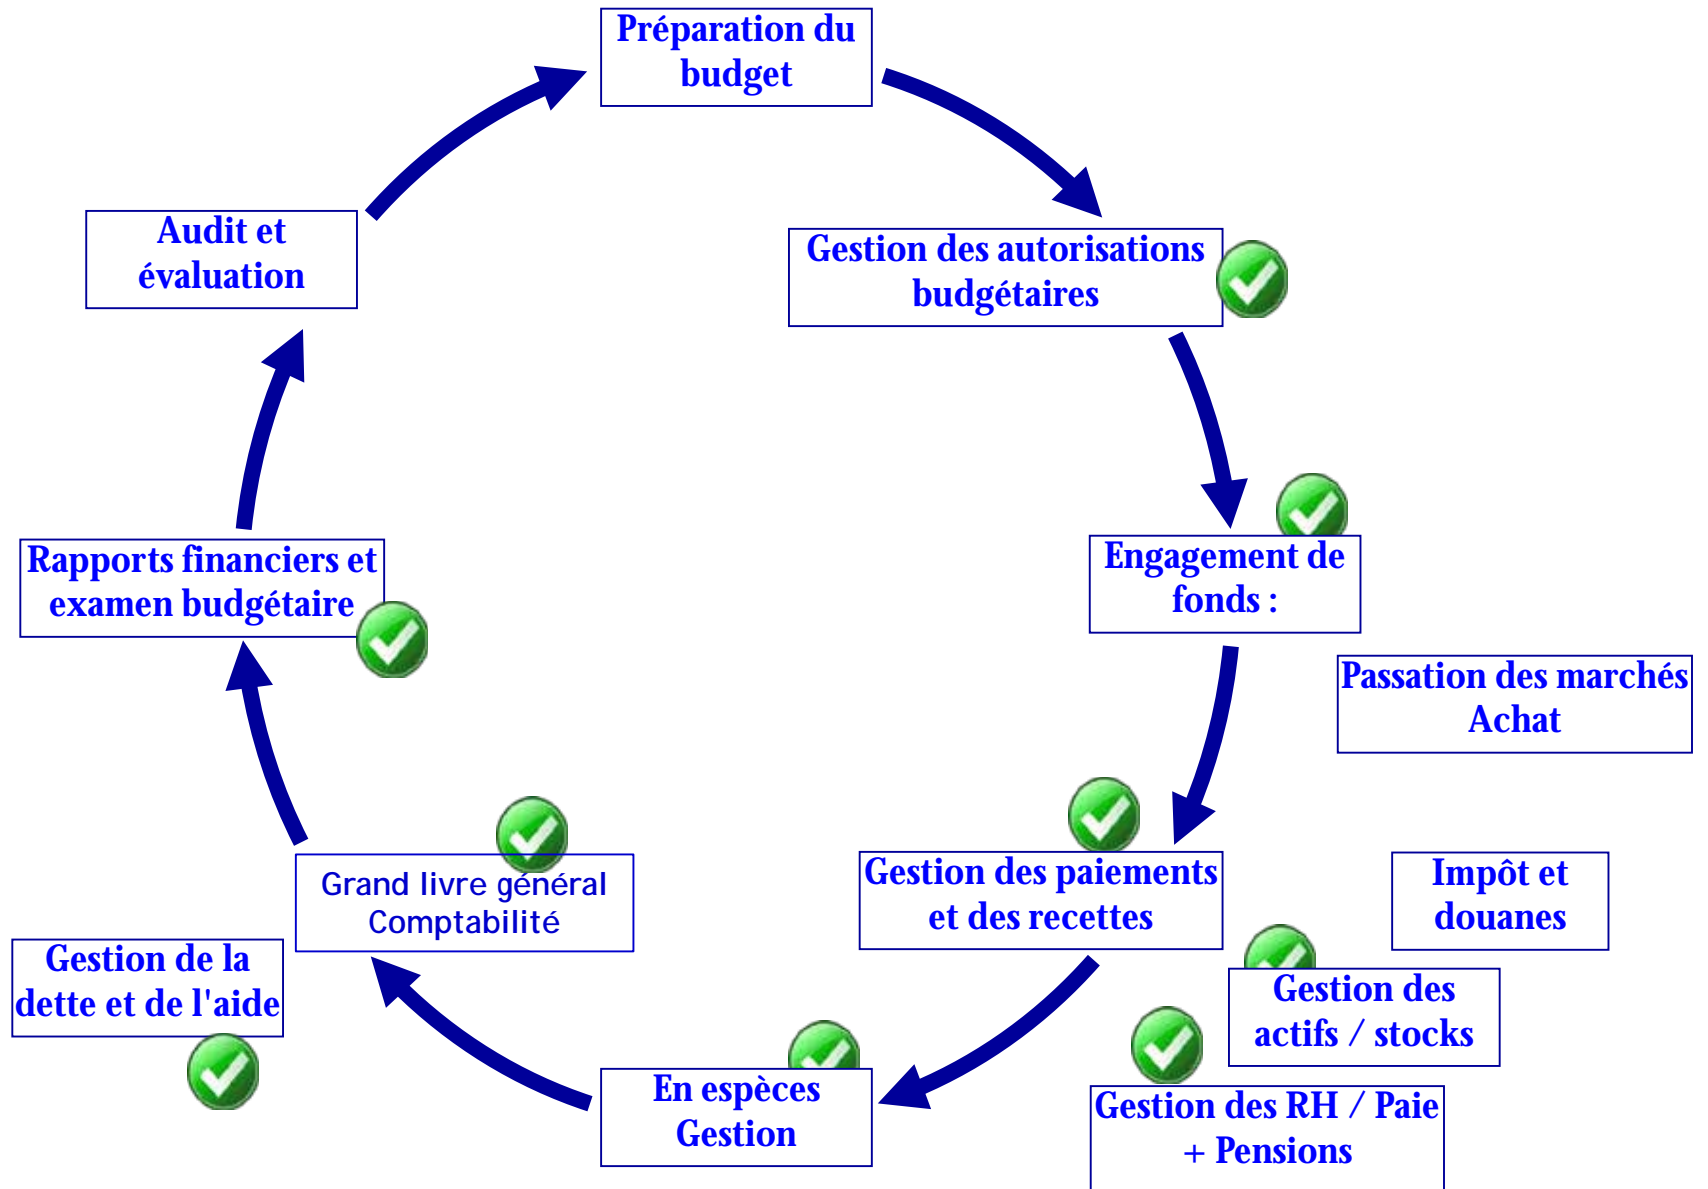 Préparation du
budget
Gestion des autorisations
budgétaires
Engagement de
fonds :
Passation des marchés
Achat
Gestion des paiements
et des recettes
Impôt et
douanes
Gestion des
actifs / stocks
Gestion des RH / Paie
+ Pensions
En espèces
Gestion
Grand livre général
Comptabilité
Gestion de la
dette et de l'aide
Rapports financiers et
examen budgétaire
Audit et
évaluation